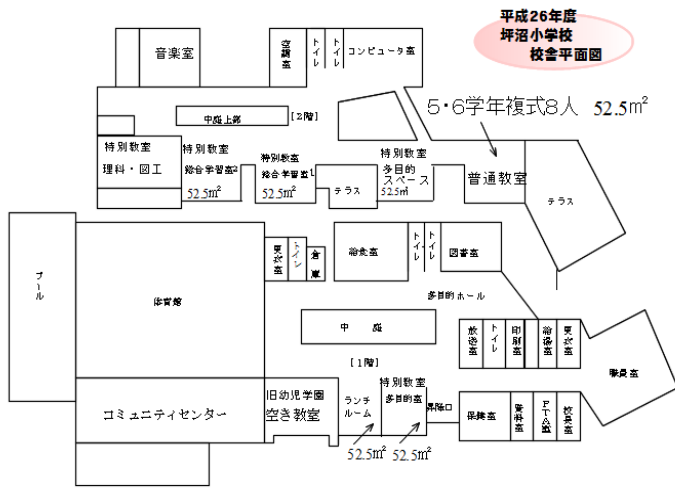 平成26年度
坪沼小学校
校舎平面図
音楽室
空調室
トイレ
トイレ
コンピュータ室
中庭上部
[2階]
5・6学年複式8人 52.5㎡
特別教室
理科・図工
特別教室
総合学習室2
52.5㎡
特別教室
総合学習室1
52.5㎡
テラス
特別教室
多目的
スペース
52.5㎡
普通教室
テラス
プール
体育館
更衣室
トイレ
倉庫
給食室
トイレ
トイレ
図書室
多目的ホール
中庭
[1階]
放送室
トイレ
印刷室
給湯室
更衣室
職員室
コミュニティセンター
旧幼児学園
空き教室
ランチ
ルーム
52.5㎡
特別教室
多目的室
52.5㎡
昇降口
保健室
資料室
PTA室
校長室